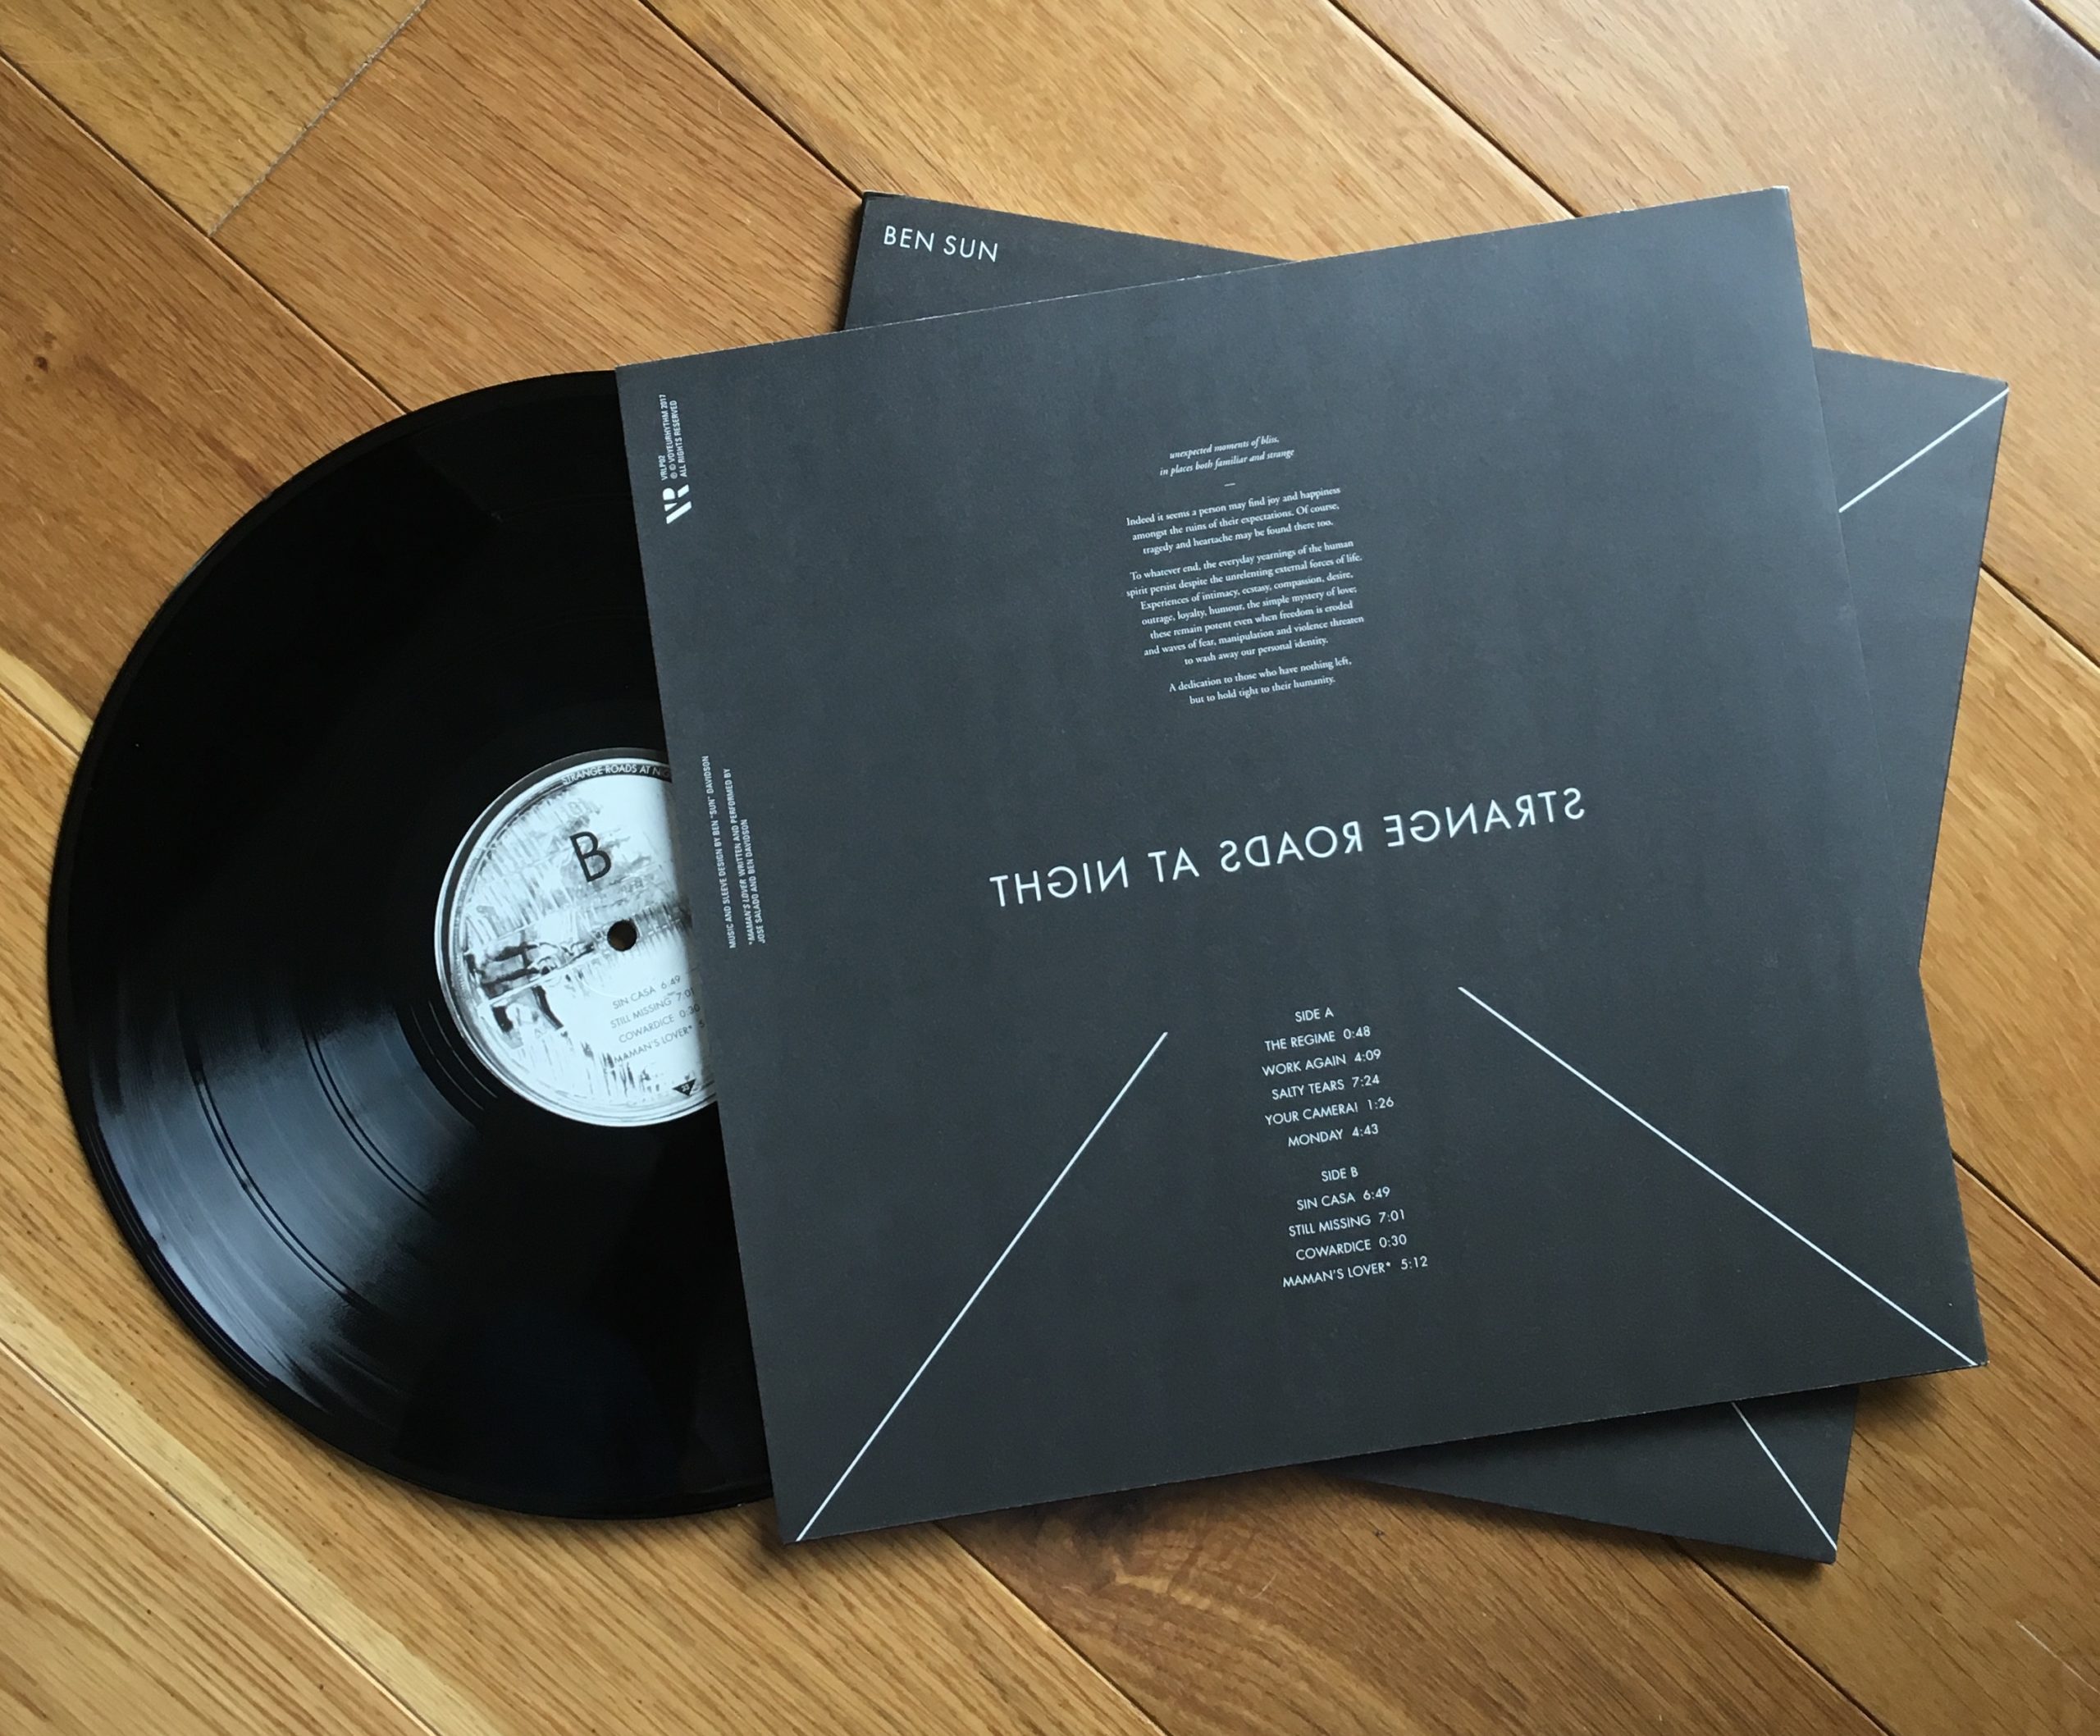 BEN SUN
VRLP02
℗ © VOYEURHYTHM 2017
ALL RIGHTS RESERVED
VR
unexpected moments of bliss,
in places both familiar and strange
—
Indeed it seems a person may find joy and happiness
amongst the ruins of their expectations. Of course,
tragedy and heartache may be found there too.
To whatever end, the everyday yearnings of the human
spirit persist despite the unrelenting external forces of life.
Experiences of intimacy, ecstasy, compassion, desire,
outrage, loyalty, humour, the simple mystery of love:
these remain potent even when freedom is eroded
and waves of fear, manipulation and violence threaten
to wash away our personal identity.
A dedication to those who have nothing left,
but to hold tight to their humanity.
MUSIC AND SLEEVE DESIGN BY BEN "SUN" DAVIDSON
*MAMAN'S LOVER WRITTEN AND PERFORMED BY
JOSE SALADO AND BEN DAVIDSON
STRANGE ROADS AT NIGHT
SIDE A
THE REGIME 0:48
WORK AGAIN 4:09
SALTY TEARS 7:24
YOUR CAMERA! 1:26
MONDAY 4:43
SIDE B
SIN CASA 6:49
STILL MISSING 7:01
COWARDICE 0:30
MAMAN'S LOVER* 5:12
STRANGE ROADS AT
B
SIN CASA 6:49
STILL MISSING 7:01
COWARDICE 0:30
MAMAN'S LOVER* 5